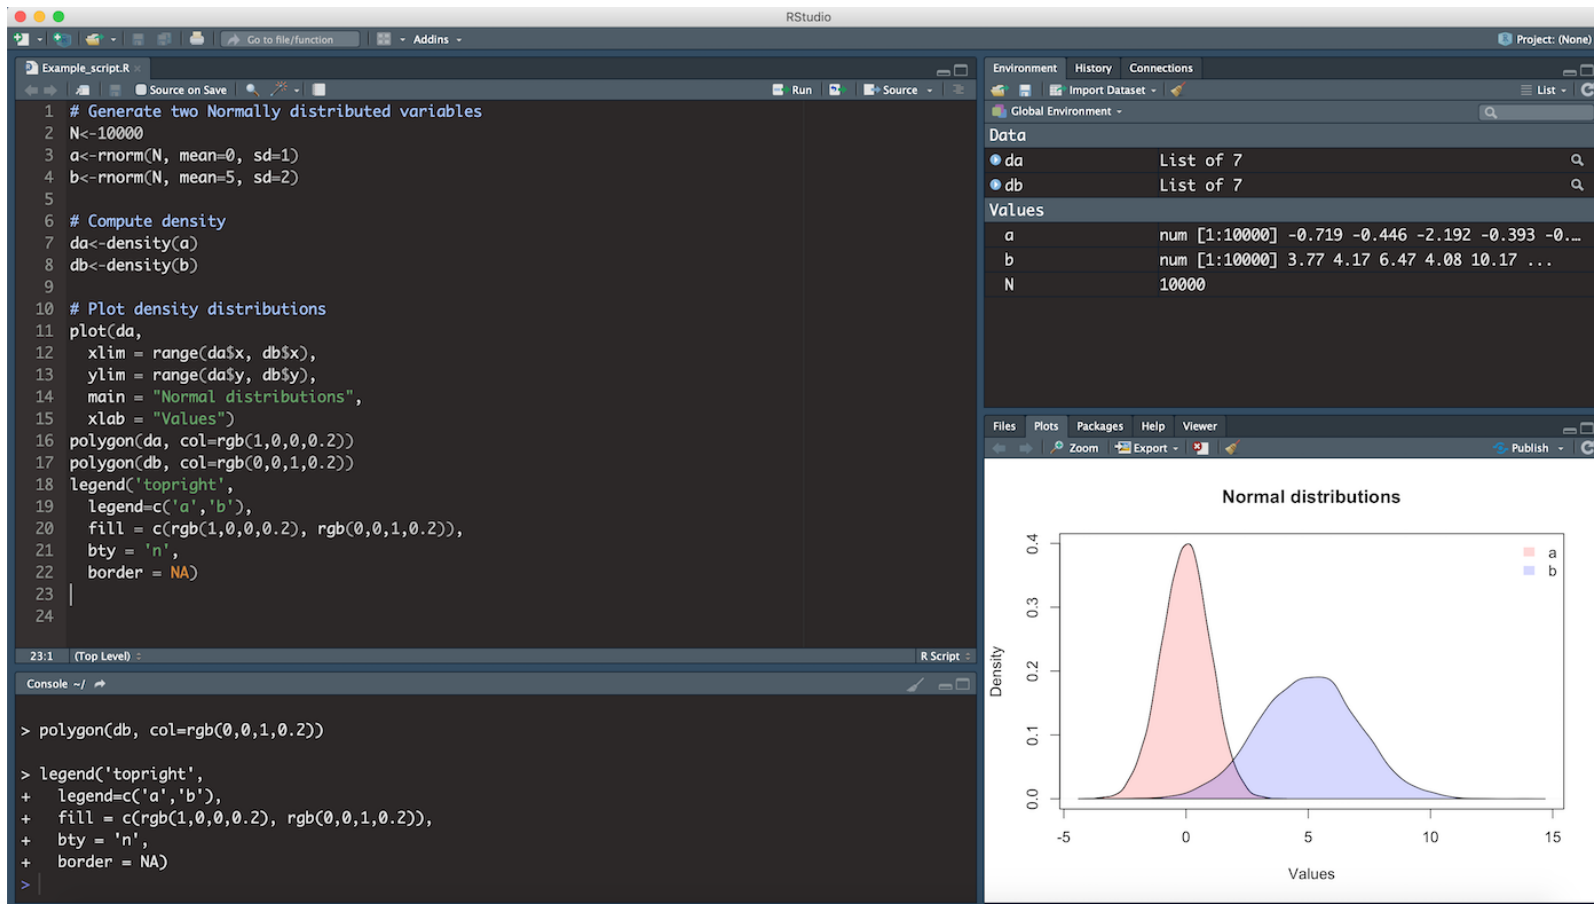 RStudio
Go to file/function
Addins
Project: (None)
Example_script.R
Source on Save
Run
Source
1 # Generate two Normally distributed variables
2 N<-10000
3 a<-rnorm(N, mean=0, sd=1)
4 b<-rnorm(N, mean=5, sd=2)
5
6 # Compute density
7 da<-density(a)
8 db<-density(b)
9
10 # Plot density distributions
11 plot(da,
12   xlim = range(da$x, db$x),
13   ylim = range(da$y, db$y),
14   main = "Normal distributions",
15   xlab = "Values")
16 polygon(da, col=rgb(1,0,0,0.2))
17 polygon(db, col=rgb(0,0,1,0.2))
18 legend('topright',
19   legend=c('a','b'),
20   fill = c(rgb(1,0,0,0.2), rgb(0,0,1,0.2)),
21   bty = 'n',
22   border = NA)
23
24
23:1 (Top Level) R Script
Console ~/
> polygon(db, col=rgb(0,0,1,0.2))
> legend('topright',
+   legend=c('a','b'),
+   fill = c(rgb(1,0,0,0.2), rgb(0,0,1,0.2)),
+   bty = 'n',
+   border = NA)
>
Environment History Connections
Import Dataset List
Global Environment
Data
da List of 7
db List of 7
Values
a num [1:10000] -0.719 -0.446 -2.192 -0.393 -0.…
b num [1:10000] 3.77 4.17 6.47 4.08 10.17 ...
N 10000
Files Plots Packages Help Viewer
Zoom Export Publish
Normal distributions
a
b
0.4
0.3
0.2
0.1
0.0
Density
-5 0 5 10 15
Values